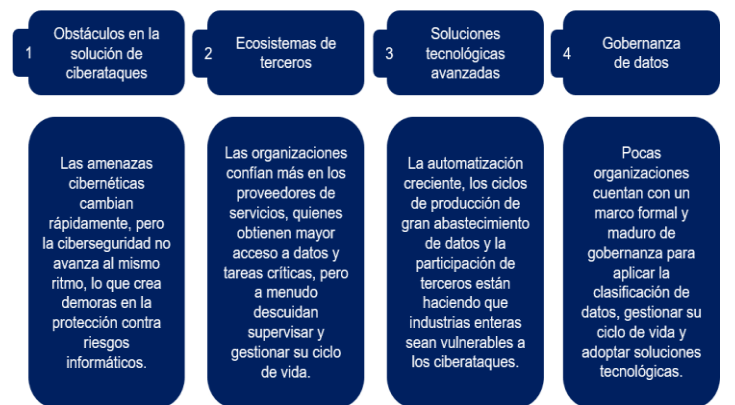 1
Obstáculos en la
solución de
ciberataques
2
Ecosistemas de
terceros
3
Soluciones
tecnológicas
avanzadas
4
Gobernanza
de datos
Las amenazas
cibernéticas
cambian
rápidamente, pero
la ciberseguridad no
avanza al mismo
ritmo, lo que crea
demoras en la
protección contra
riesgos
informáticos.
Las organizaciones
confían más en los
proveedores de
servicios, quienes
obtienen mayor
acceso a datos y
tareas críticas, pero
a menudo
descuidan
supervisar y
gestionar su ciclo
de vida.
La automatización
creciente, los ciclos
de producción de
gran abastecimiento
de datos y la
participación de
terceros están
haciendo que
industrias enteras
sean vulnerables a
los ciberataques.
Pocas
organizaciones
cuentan con un
marco formal y
maduro de
gobernanza para
aplicar la
clasificación de
datos, gestionar su
ciclo de vida y
adoptar soluciones
tecnológicas.